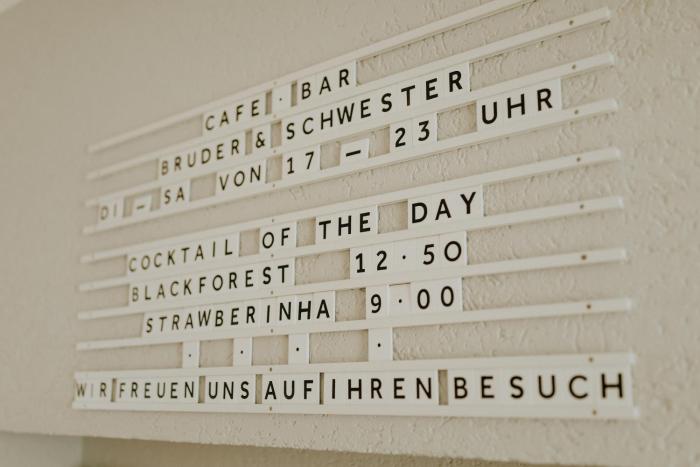 CAFE · BAR
BRUDER & SCHWESTER
DI – SA VON 17 – 23 UHR
COCKTAIL OF THE DAY
BLACKFOREST 12·50
STRAWBERINHA 9·00
. . . .
WIR FREUEN UNS AUF IHREN BESUCH